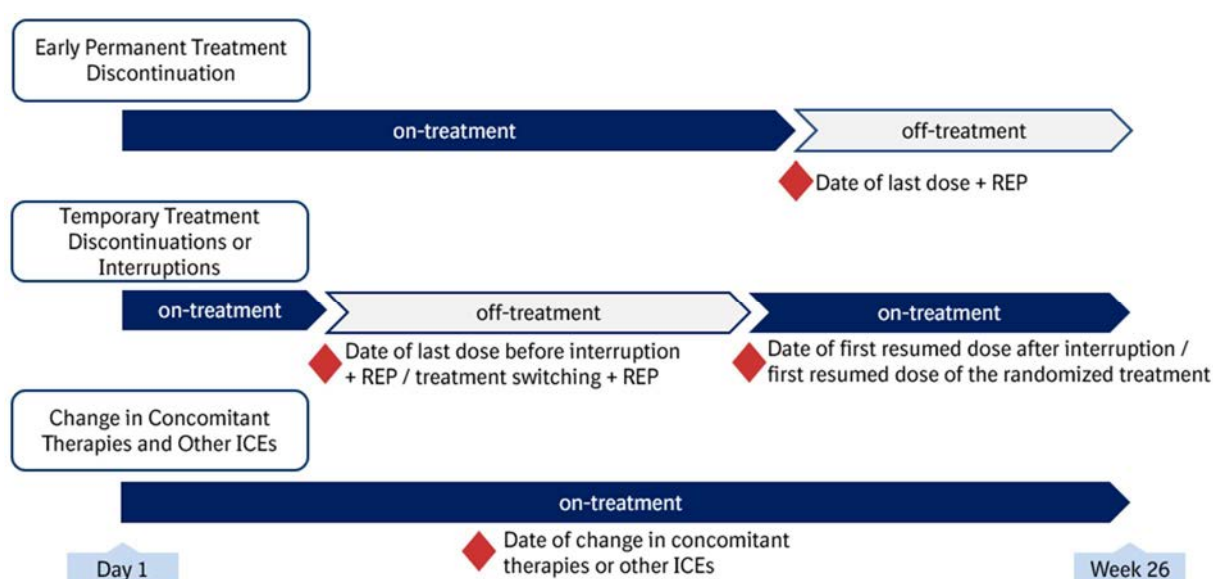 Early Permanent Treatment
Discontinuation
on-treatment
off-treatment
Date of last dose + REP
Temporary Treatment
Discontinuations or
Interruptions
on-treatment
off-treatment
on-treatment
Date of last dose before interruption
+ REP / treatment switching + REP
Date of first resumed dose after interruption /
first resumed dose of the randomized treatment
Change in Concomitant
Therapies and Other ICEs
on-treatment
Date of change in concomitant
therapies or other ICEs
Day 1
Week 26